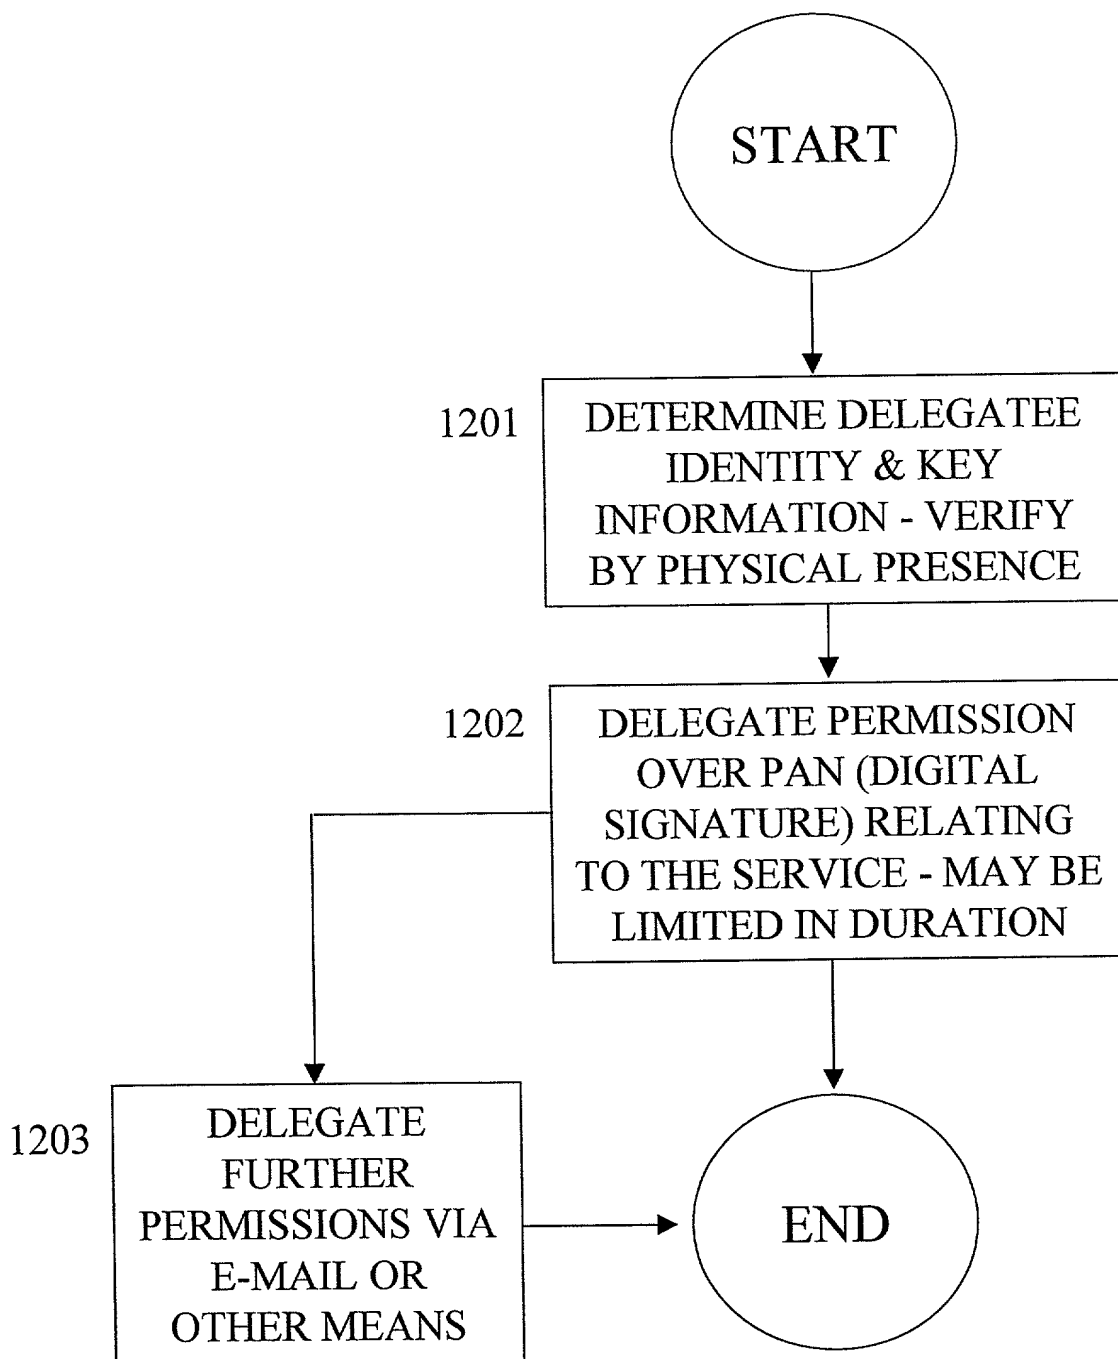 START
1201
DETERMINE DELEGATEE
IDENTITY & KEY
INFORMATION - VERIFY
BY PHYSICAL PRESENCE
1202
DELEGATE PERMISSION
OVER PAN (DIGITAL
SIGNATURE) RELATING
TO THE SERVICE - MAY BE
LIMITED IN DURATION
1203
DELEGATE
FURTHER
PERMISSIONS VIA
E-MAIL OR
OTHER MEANS
END